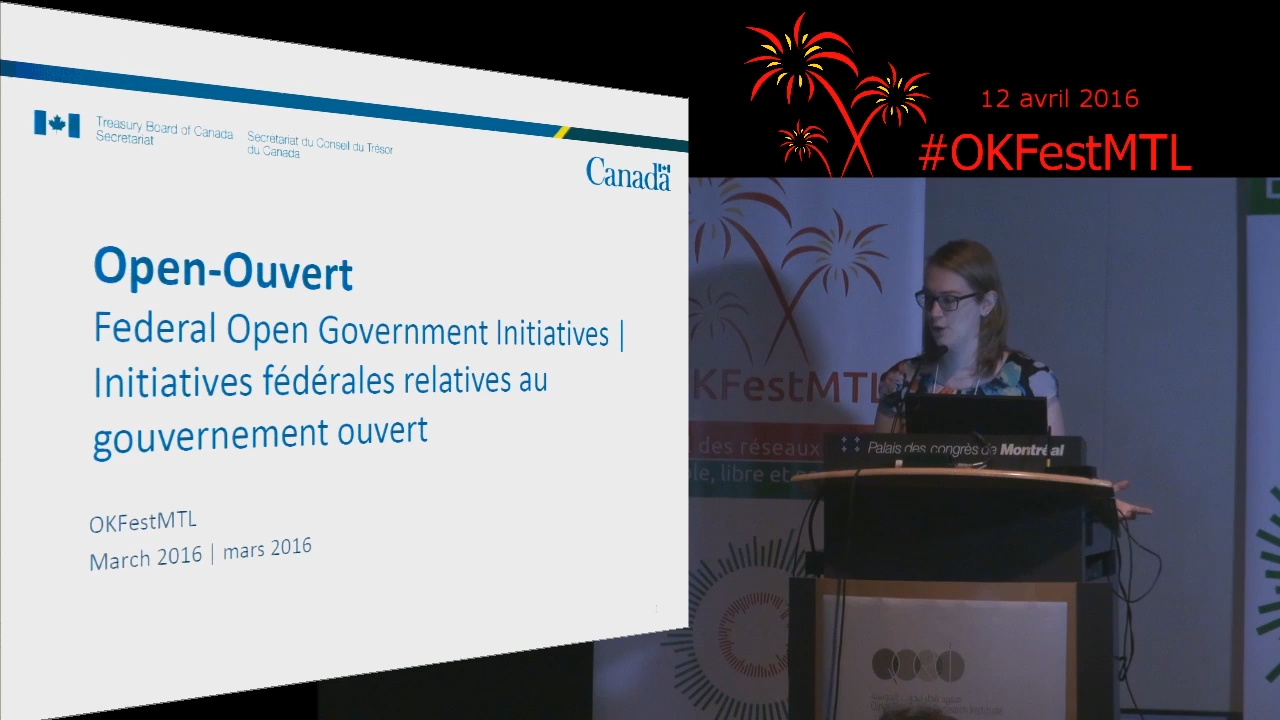 Treasury Board of Canada
Secretariat
Secrétariat du Conseil du Trésor
du Canada
Canada
Open-Ouvert
Federal Open Government Initiatives |
Initiatives fédérales relatives au
gouvernement ouvert
OKFestMTL
March 2016 | mars 2016
12 avril 2016
#OKFestMTL
KFestMTL
des réseaux
libre et
Palais des congrès de Montréal